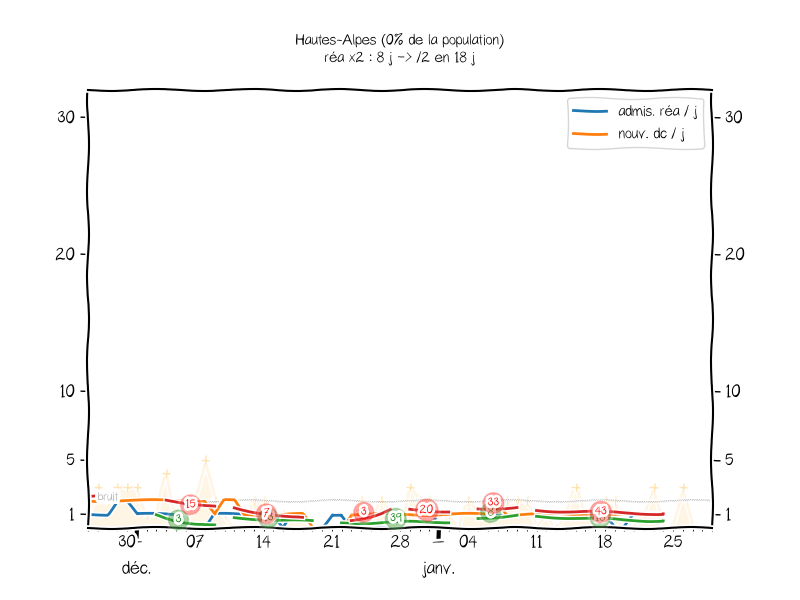 Hautes-Alpes (0% de la population)
réa x2 : 8 j -> /2 en 18 j
admis. réa / j
nouv. dc / j
30 30
20 20
10 10
5 5
1 1
bruit
15 7 3 20 33 43
3 39
30 07 14 21 28 04 11 18 25
déc. janv.